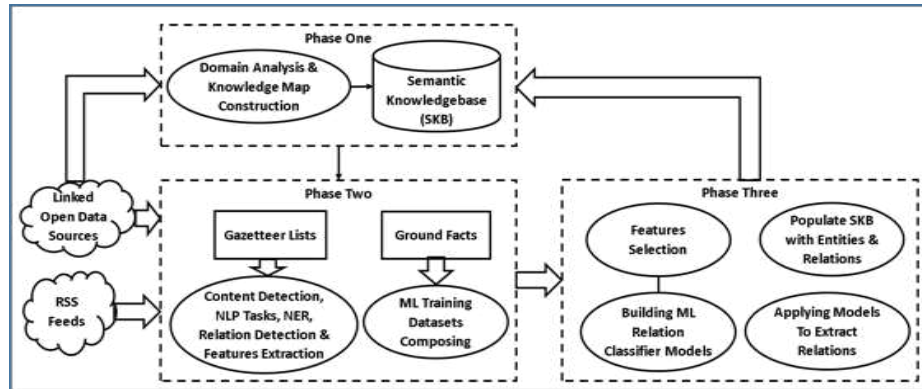 Phase One
Domain Analysis &
Knowledge Map
Construction
Semantic
Knowledgebase
(SKB)
Linked
Open Data
Sources
RSS
Feeds
Phase Two
Gazetteer Lists
Ground Facts
Content Detection,
NLP Tasks, NER,
Relation Detection &
Features Extraction
ML Training
Datasets
Composing
Phase Three
Features
Selection
Populate SKB
with Entities &
Relations
Building ML
Relation
Classifier Models
Applying Models
To Extract
Relations